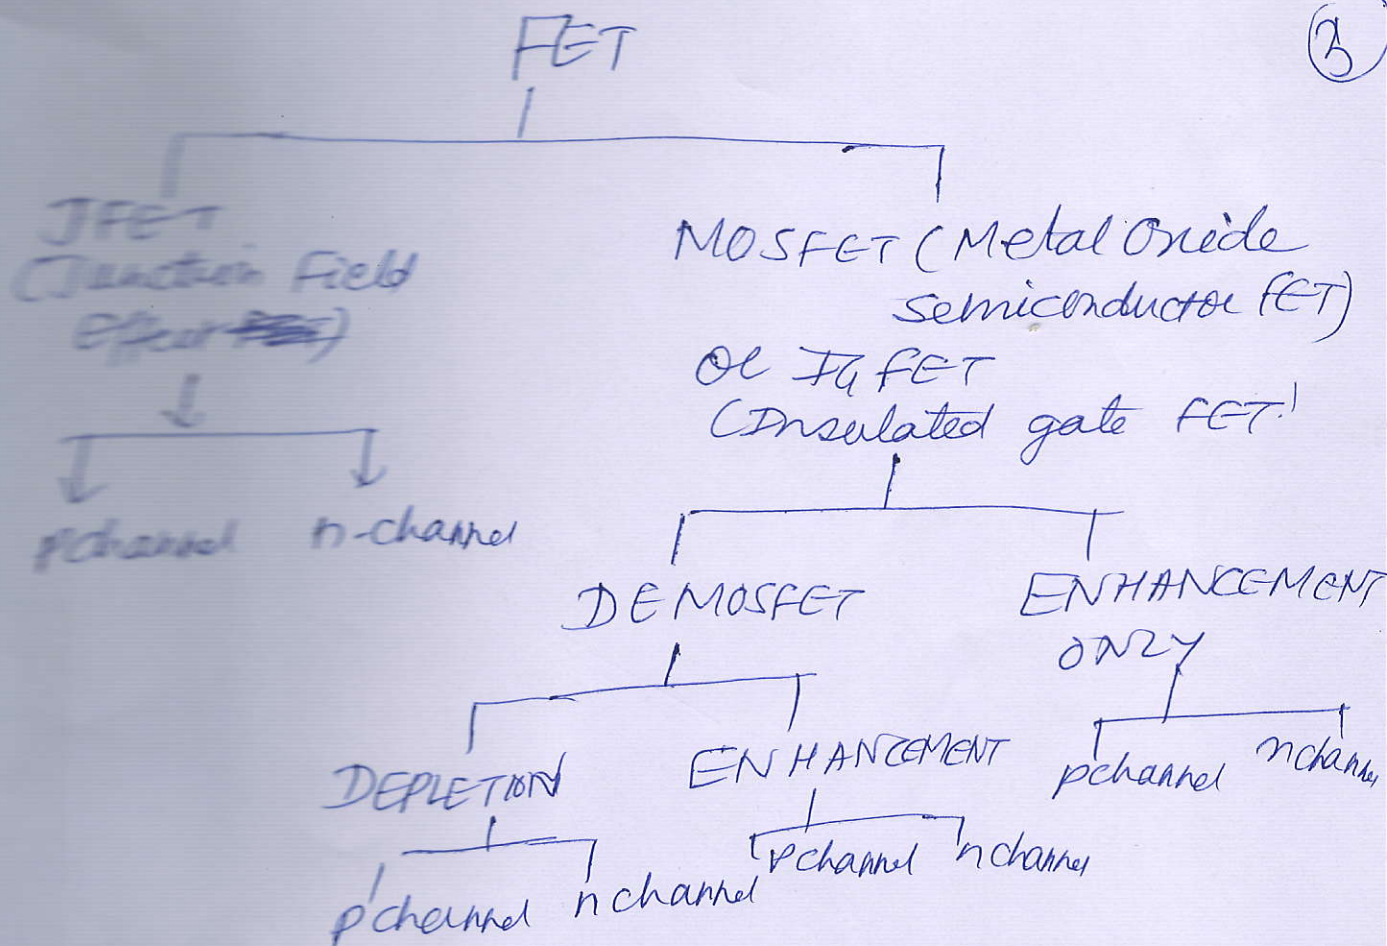 FET
3
JFET
(Junction Field
effect)
MOSFET (Metal Oxide
semiconductor FET)
or IGFET
(Insulated gate FET)
pchannel
n-channel
DEMOSFET
ENHANCEMENT
ONLY
DEPLETION
ENHANCEMENT
pchannel
nchannel
pchannel
nchannel
pchannel
nchannel